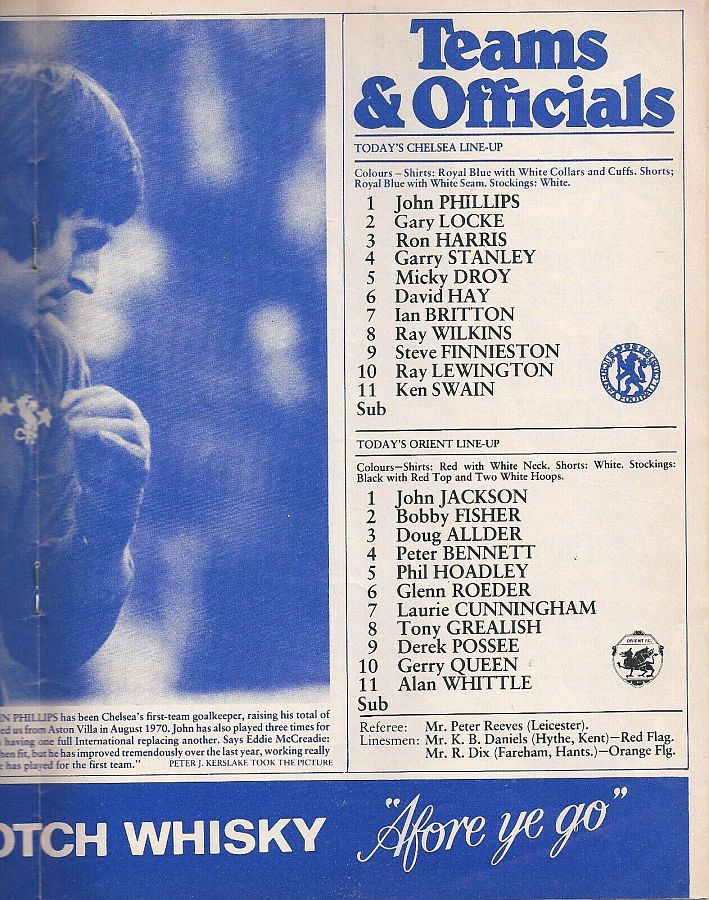 Teams
& Officials
TODAY'S CHELSEA LINE-UP
Colours – Shirts: Royal Blue with White Collars and Cuffs. Shorts;
Royal Blue with White Seam. Stockings: White.
1 John PHILLIPS
2 Gary LOCKE
3 Ron HARRIS
4 Garry STANLEY
5 Micky DROY
6 David HAY
7 Ian BRITTON
8 Ray WILKINS
9 Steve FINNIESTON
10 Ray LEWINGTON
11 Ken SWAIN
Sub
CHELSEA FOOTBALL CLUB
TODAY'S ORIENT LINE-UP
Colours–Shirts: Red with White Neck. Shorts: White. Stockings:
Black with Red Top and Two White Hoops.
1 John JACKSON
2 Bobby FISHER
3 Doug ALLDER
4 Peter BENNETT
5 Phil HOADLEY
6 Glenn ROEDER
7 Laurie CUNNINGHAM
8 Tony GREALISH
9 Derek POSSEE
10 Gerry QUEEN
11 Alan WHITTLE
Sub
ORIENT F.C.
Referee: Mr. Peter Reeves (Leicester).
Linesmen: Mr. K. B. Daniels (Hythe, Kent)–Red Flag.
Mr. R. Dix (Fareham, Hants.)–Orange Flg.
PHILLIPS has been Chelsea's first-team goalkeeper, raising his total of
us from Aston Villa in August 1970. John has also played three times for
having one full International replacing another. Says Eddie McCreadie:
fit, but he has improved tremendously over the last year, working really
has played for the first team."
PETER J. KERSLAKE TOOK THE PICTURE
OTCH WHISKY
"Afore ye go"